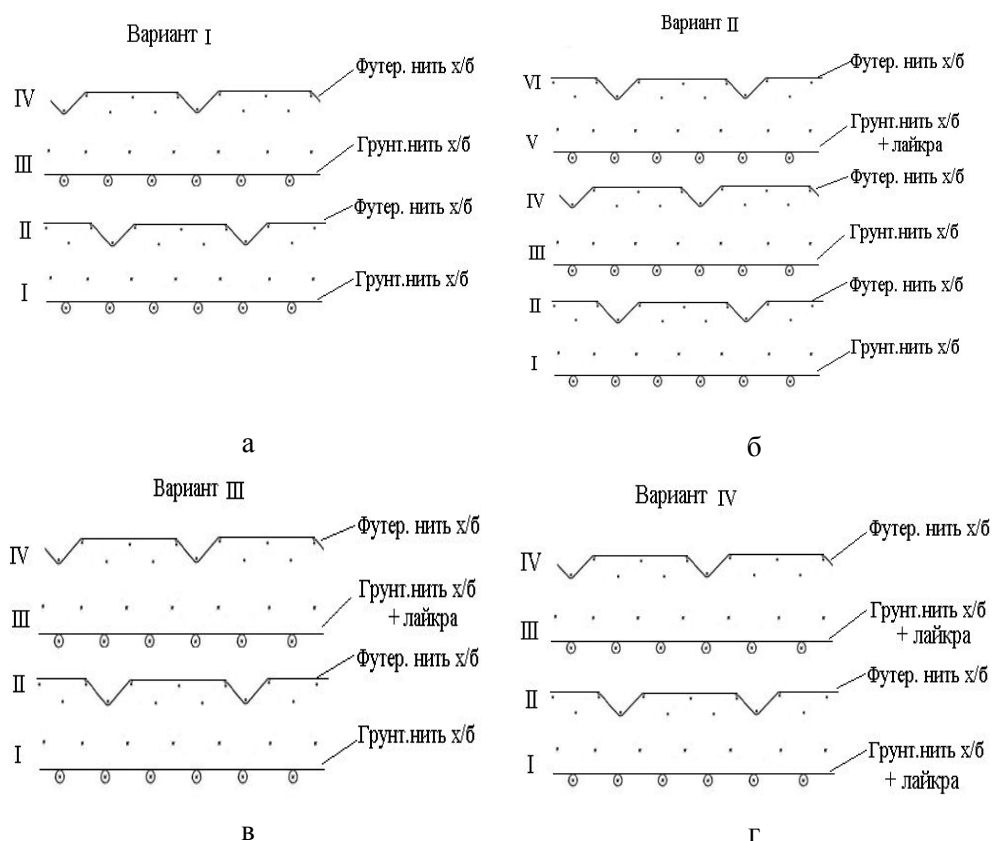 Вариант I
IV
Футер. нить х/б
III
Грунт.нить х/б
II
Футер. нить х/б
I
Грунт.нить х/б
а
Вариант II
VI
Футер. нить х/б
V
Грунт.нить х/б
+ лайкра
IV
Футер. нить х/б
III
Грунт.нить х/б
II
Футер. нить х/б
I
Грунт.нить х/б
б
Вариант III
IV
Футер. нить х/б
III
Грунт.нить х/б
+ лайкра
II
Футер. нить х/б
I
Грунт.нить х/б
в
Вариант IV
IV
Футер. нить х/б
III
Грунт.нить х/б
+ лайкра
II
Футер. нить х/б
I
Грунт.нить х/б
+ лайкра
г